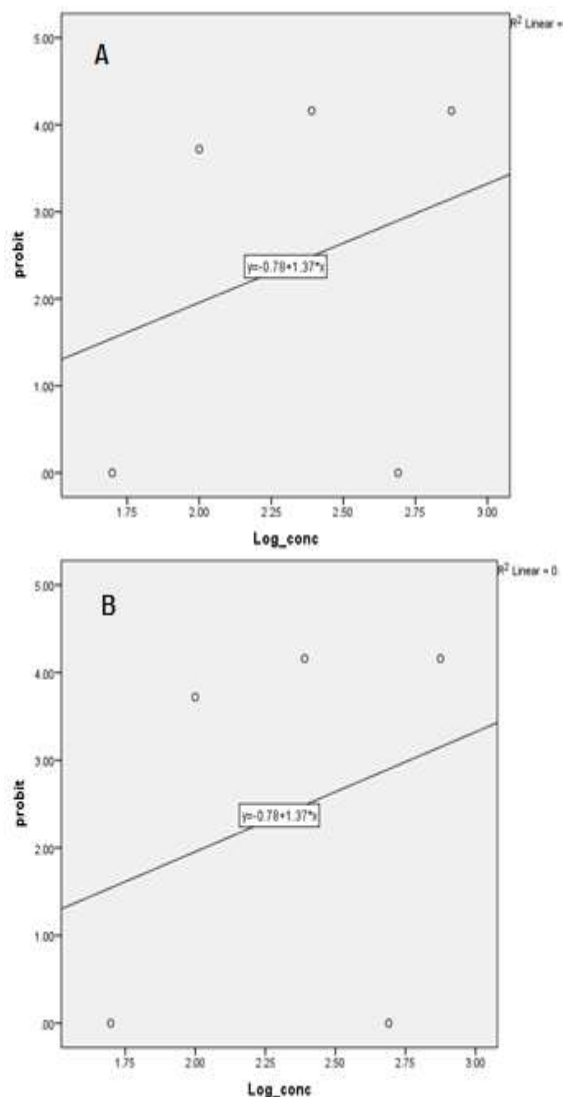 R² Linear =
A
5.00
4.00
3.00
2.00
1.00
.00
probit
y=-0.78+1.37*x
1.75
2.00
2.25
2.50
2.75
3.00
Log_conc
R² Linear = 0.
B
5.00
4.00
3.00
2.00
1.00
.00
probit
y=-0.78+1.37*x
1.75
2.00
2.25
2.50
2.75
3.00
Log_conc